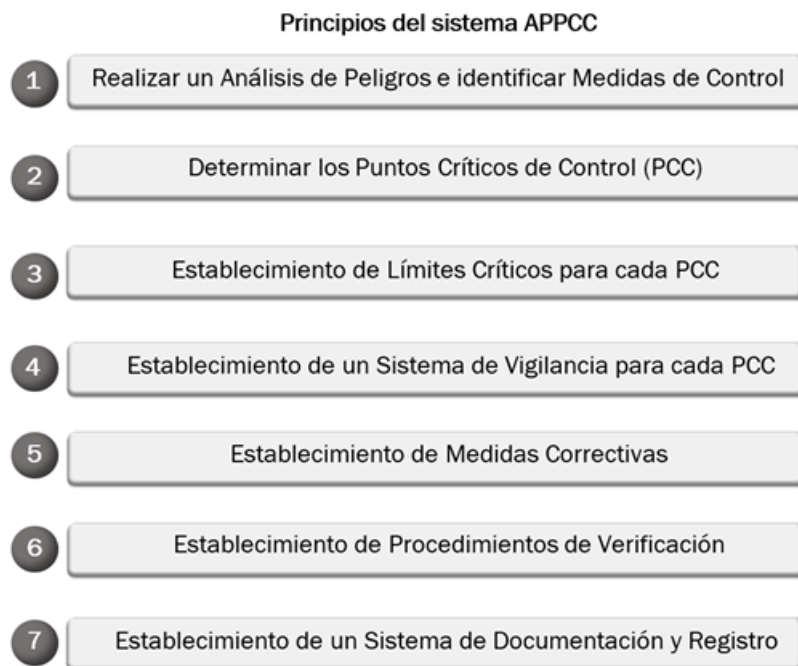 Principios del sistema APPCC
1 Realizar un Análisis de Peligros e identificar Medidas de Control
2 Determinar los Puntos Críticos de Control (PCC)
3 Establecimiento de Límites Críticos para cada PCC
4 Establecimiento de un Sistema de Vigilancia para cada PCC
5 Establecimiento de Medidas Correctivas
6 Establecimiento de Procedimientos de Verificación
7 Establecimiento de un Sistema de Documentación y Registro